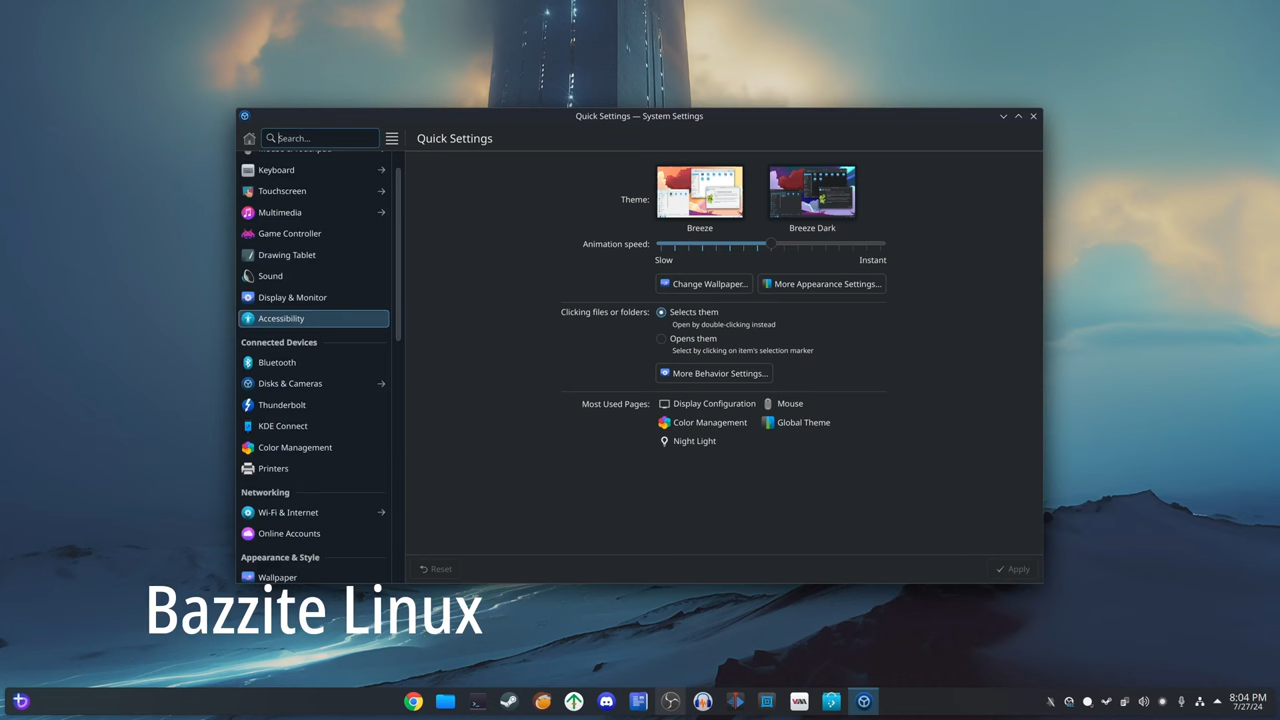 Quick Settings — System Settings
Search...
Quick Settings
Keyboard
Touchscreen
Multimedia
Game Controller
Drawing Tablet
Sound
Display & Monitor
Accessibility
Connected Devices
Bluetooth
Disks & Cameras
Thunderbolt
KDE Connect
Color Management
Printers
Networking
Wi-Fi & Internet
Online Accounts
Appearance & Style
Wallpaper
Theme:
Breeze
Breeze Dark
Animation speed:
Slow
Instant
Change Wallpaper...
More Appearance Settings...
Clicking files or folders:
Selects them
Open by double-clicking instead
Opens them
Select by clicking on item's selection marker
More Behavior Settings...
Most Used Pages:
Display Configuration
Mouse
Color Management
Global Theme
Night Light
Reset
Apply
Bazzite Linux
8:04 PM
7/27/24